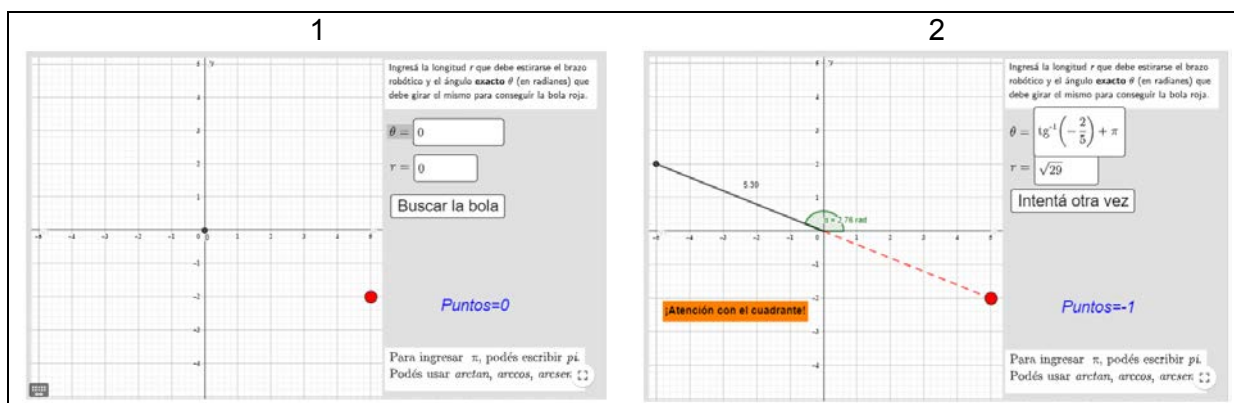 1
2
Ingresá la longitud r que debe estirarse el brazo
robótico y el ángulo exacto θ (en radianes) que
debe girar el mismo para conseguir la bola roja.
θ = 0
r = 0
Buscar la bola
Puntos=0
Para ingresar π, podés escribir pi.
Podés usar arctan, arccos, arcsen.
Ingresá la longitud r que debe estirarse el brazo
robótico y el ángulo exacto θ (en radianes) que
debe girar el mismo para conseguir la bola roja.
θ = tg⁻¹(-2/5) + π
r = √29
Intentá otra vez
2.76 rad
¡Atención con el cuadrante!
Puntos=-1
Para ingresar π, podés escribir pi.
Podés usar arctan, arccos, arcsen.